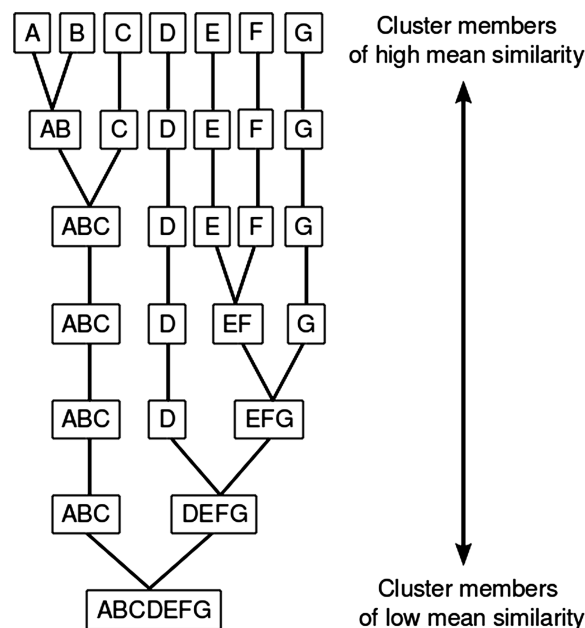 A B C D E F G
Cluster members
of high mean similarity
AB C D E F G
ABC D E F G
ABC D EF G
ABC D EFG
ABC DEFG
ABCDEFG
Cluster members
of low mean similarity